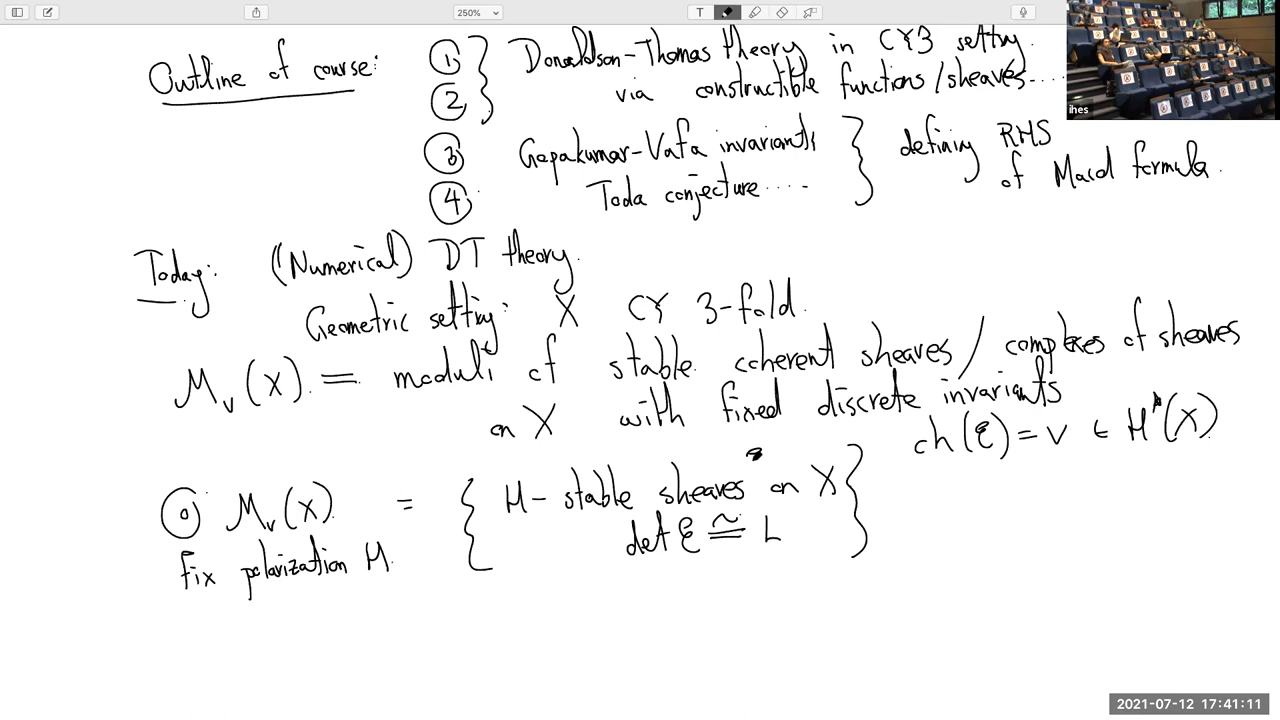 250%
T
ihes
Outline of course:
① Donaldson-Thomas theory in CY3 setting
② via constructible functions/sheaves....
③ Gopakumar-Vafa invariants defining RHS
④ Toda conjecture.... of Macd formula.
Today: (Numerical) DT theory.
Geometric setting: X CY 3-fold.
M_v(X) = moduli of stable coherent sheaves / complexes of sheaves
on X with fixed discrete invariants
ch(E) = v ∈ H*(X).
⓪ M_v(X) = { H-stable sheaves on X
fix polarization H. det E ≅ L }
2021-07-12 17:41:11